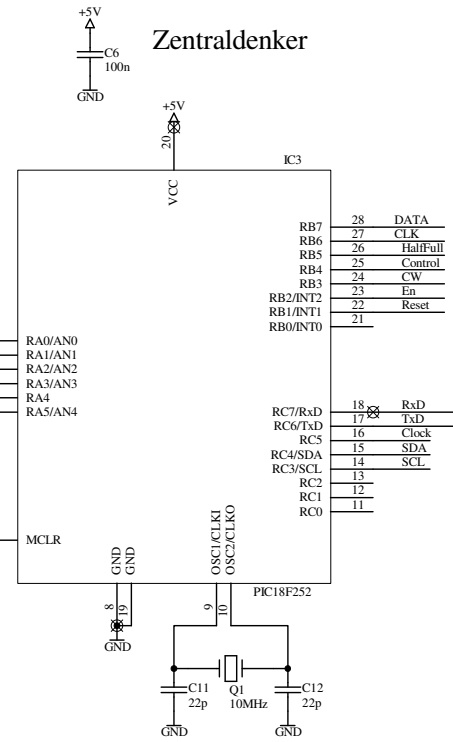 +5V
Zentraldenker
C6
100n
GND
+5V
20
IC3
VCC
RB7 28 DATA
RB6 27 CLK
RB5 26 HalfFull
RB4 25 Control
RB3 24 CW
RB2/INT2 23 En
RB1/INT1 22 Reset
RB0/INT0 21
RA0/AN0
RA1/AN1
RA2/AN2
RA3/AN3
RA4
RA5/AN4
RC7/RxD 18 RxD
RC6/TxD 17 TxD
RC5 16 Clock
RC4/SDA 15 SDA
RC3/SCL 14 SCL
RC2 13
RC1 12
RC0 11
MCLR
GND
GND
OSC1/CLKI
OSC2/CLKO
PIC18F252
8
19
9
10
GND
C11
22p
Q1
10MHz
C12
22p
GND
GND